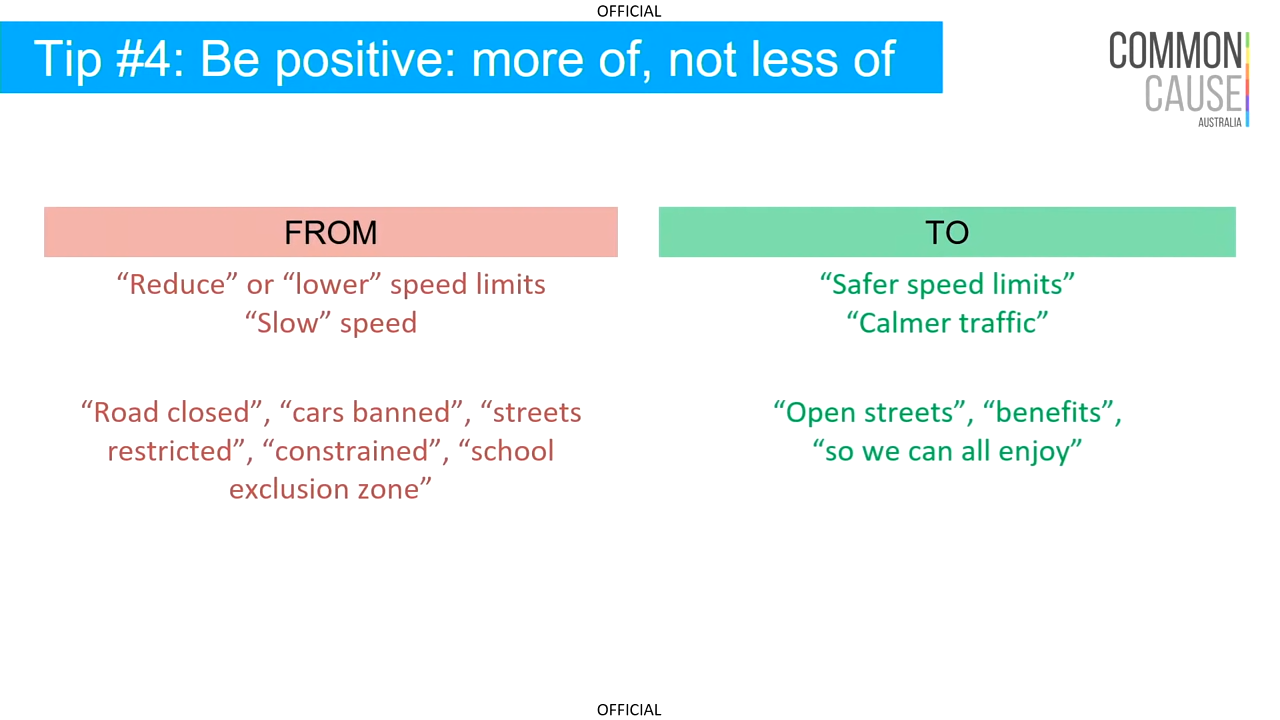 OFFICIAL
Tip #4: Be positive: more of, not less of
COMMON
CAUSE
AUSTRALIA
FROM
“Reduce” or “lower” speed limits
“Slow” speed
“Road closed”, “cars banned”, “streets
restricted”, “constrained”, “school
exclusion zone”
TO
“Safer speed limits”
“Calmer traffic”
“Open streets”, “benefits”,
“so we can all enjoy”
OFFICIAL